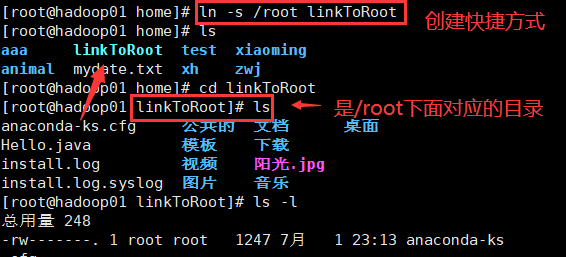 [root@hadoop01 home]# ln -s /root linkToRoot 创建快捷方式
[root@hadoop01 home]# ls
aaa linkToRoot test xiaoming
animal mydate.txt xh zwj
[root@hadoop01 home]# cd linkToRoot
[root@hadoop01 linkToRoot]# ls 是/root下面对应的目录
anaconda-ks.cfg 公共的 文档 桌面
Hello.java 模板 下载
install.log 视频 阳光.jpg
install.log.syslog 图片 音乐
[root@hadoop01 linkToRoot]# ls -l
总用量 248
-rw-------. 1 root root 1247 7月 1 23:13 anaconda-ks
.cfg